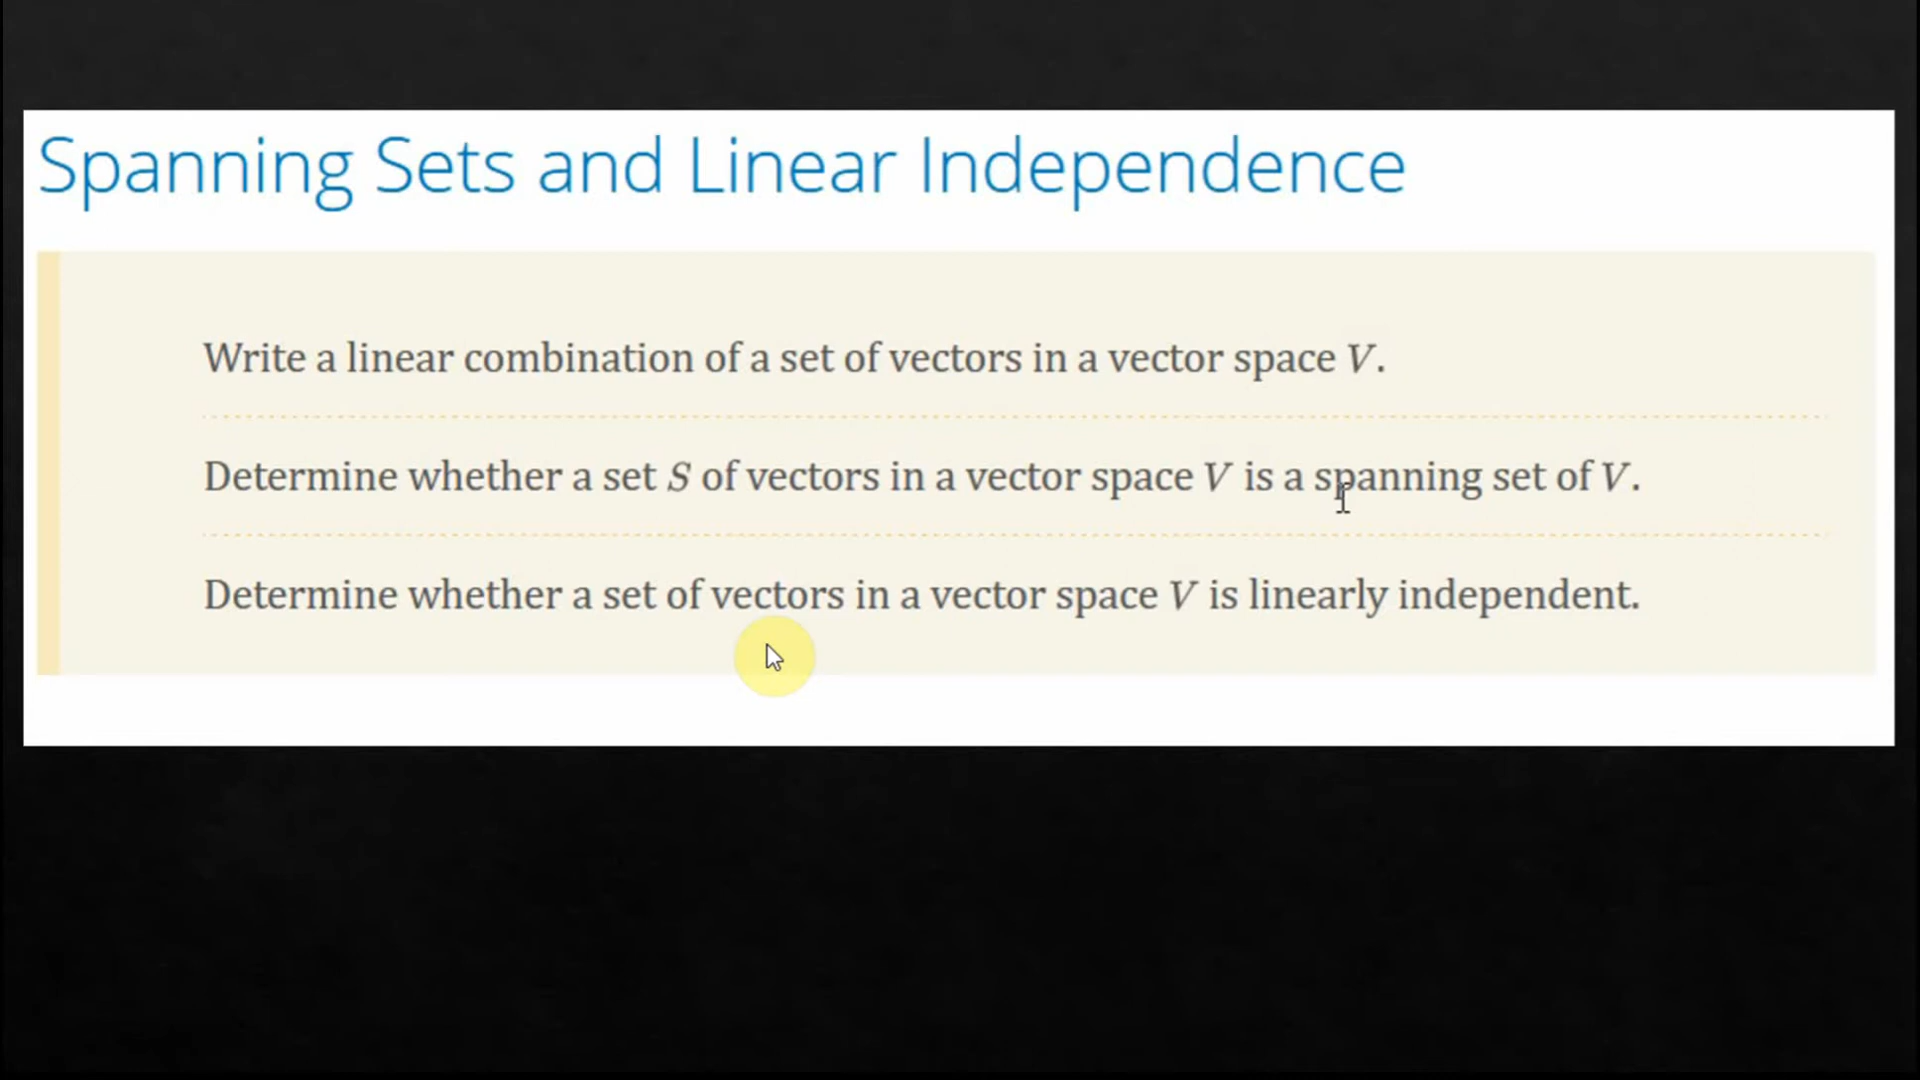 Spanning Sets and Linear Independence
Write a linear combination of a set of vectors in a vector space V.
Determine whether a set S of vectors in a vector space V is a spanning set of V.
Determine whether a set of vectors in a vector space V is linearly independent.